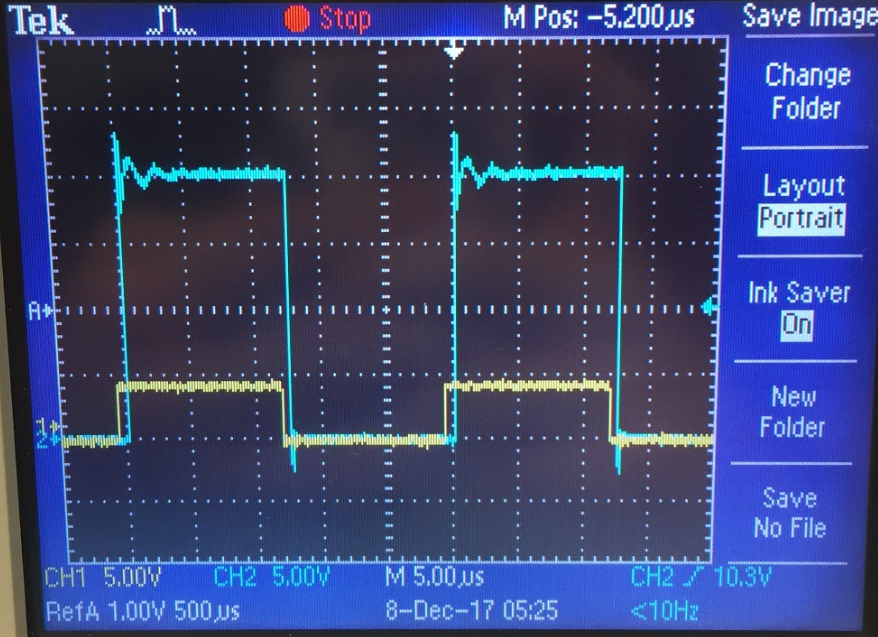 Tek Stop M Pos: -5.200µs Save Image
Change
Folder
Layout
Portrait
A
Ink Saver
On
New
Folder
1
2
Save
No File
CH1 5.00V CH2 5.00V M 5.00µs CH2 / 10.3V
RefA 1.00V 500µs 8-Dec-17 05:25 <10Hz